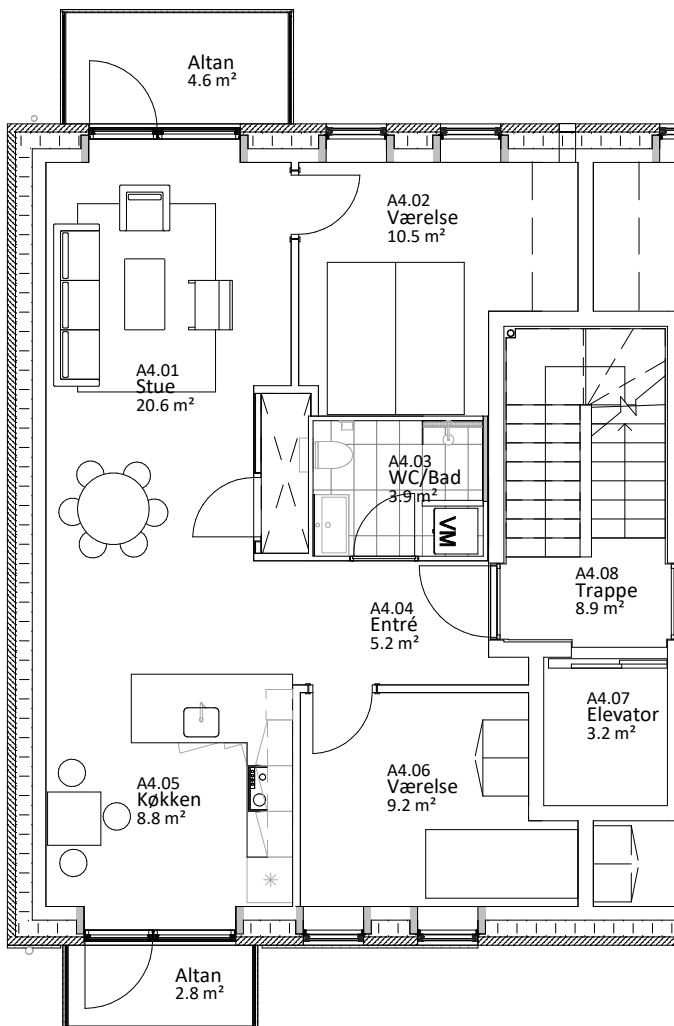 Altan
4.6 m²
A4.02
Værelse
10.5 m²
A4.01
Stue
20.6 m²
A4.03
WC/Bad
3.9 m²
VM
A4.04
Entré
5.2 m²
A4.08
Trappe
8.9 m²
A4.07
Elevator
3.2 m²
A4.05
Køkken
8.8 m²
A4.06
Værelse
9.2 m²
Altan
2.8 m²